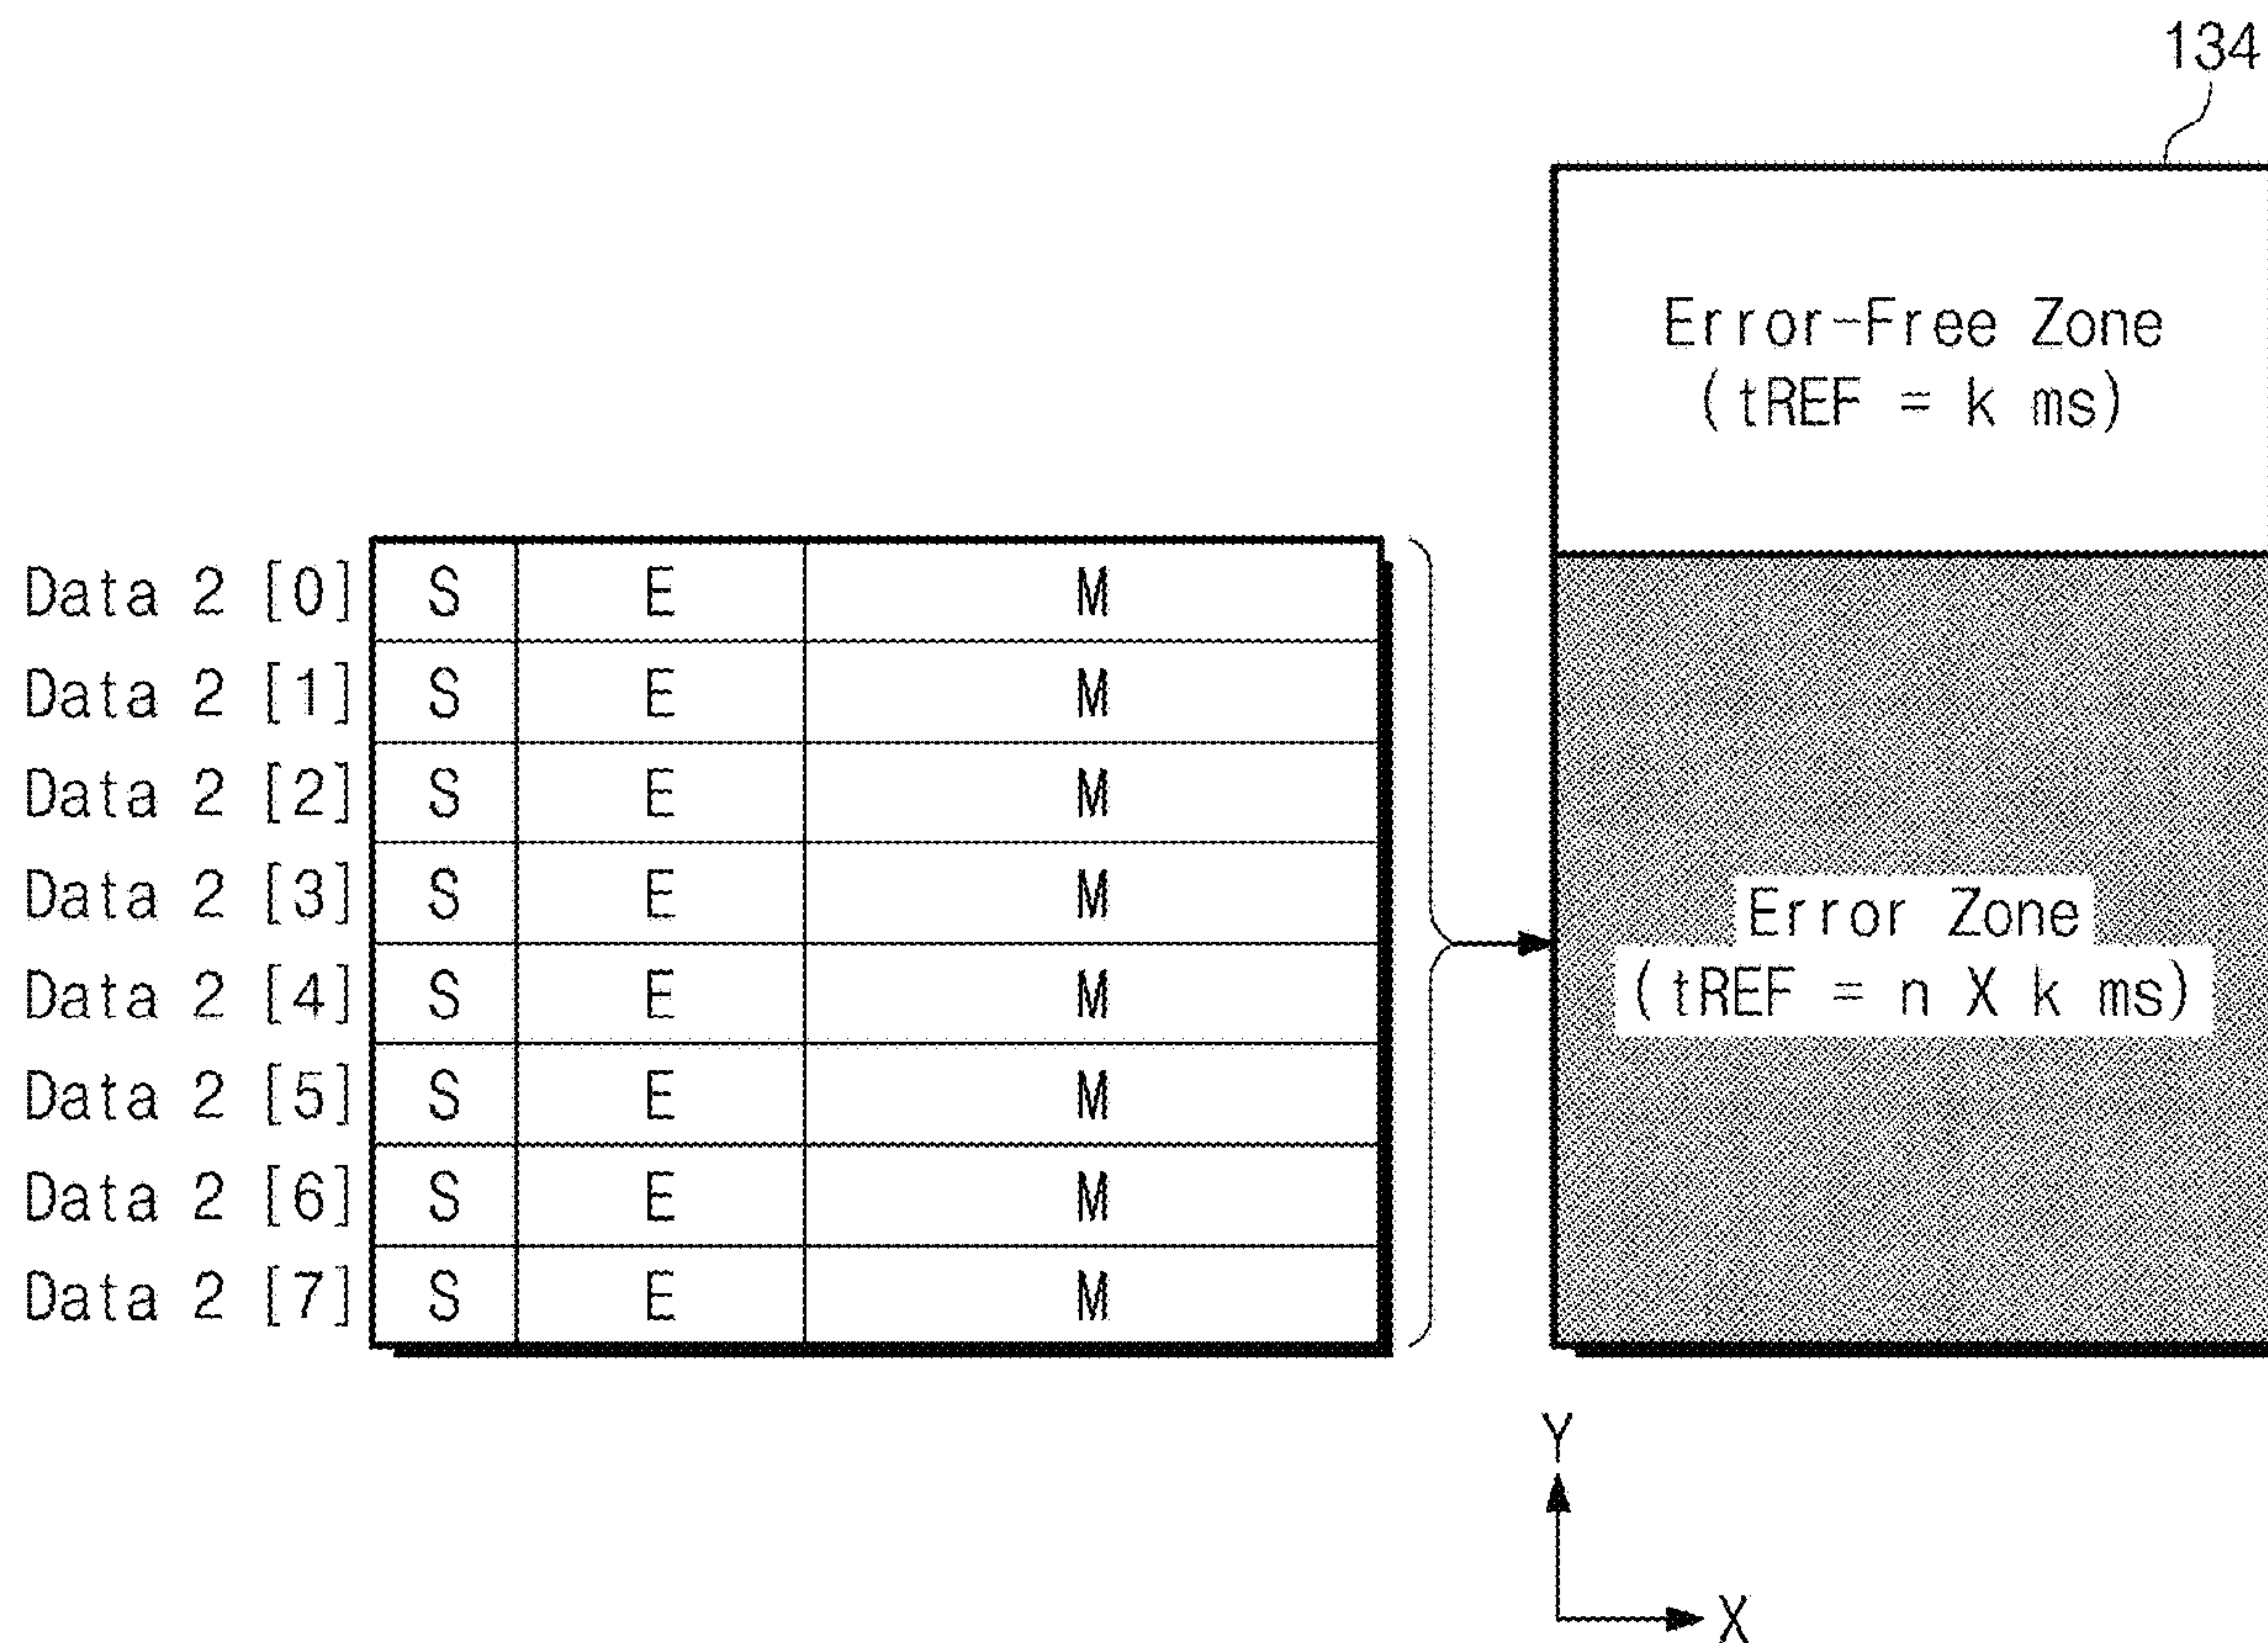 134
Error-Free Zone
(tREF = k ms)
Data 2 [0] S E M
Data 2 [1] S E M
Data 2 [2] S E M
Data 2 [3] S E M
Data 2 [4] S E M
Data 2 [5] S E M
Data 2 [6] S E M
Data 2 [7] S E M
Error Zone
(tREF = n X k ms)
Y
X